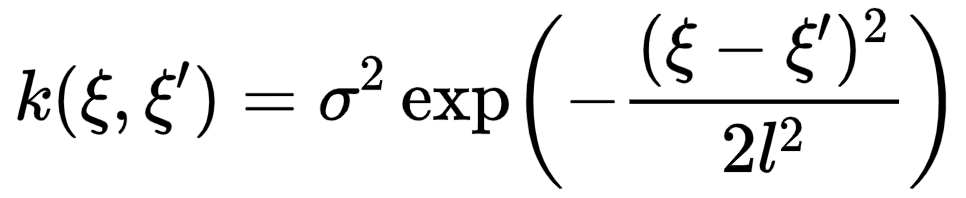 k(ξ, ξ′) = σ² exp(−(ξ − ξ′)²/2l²)